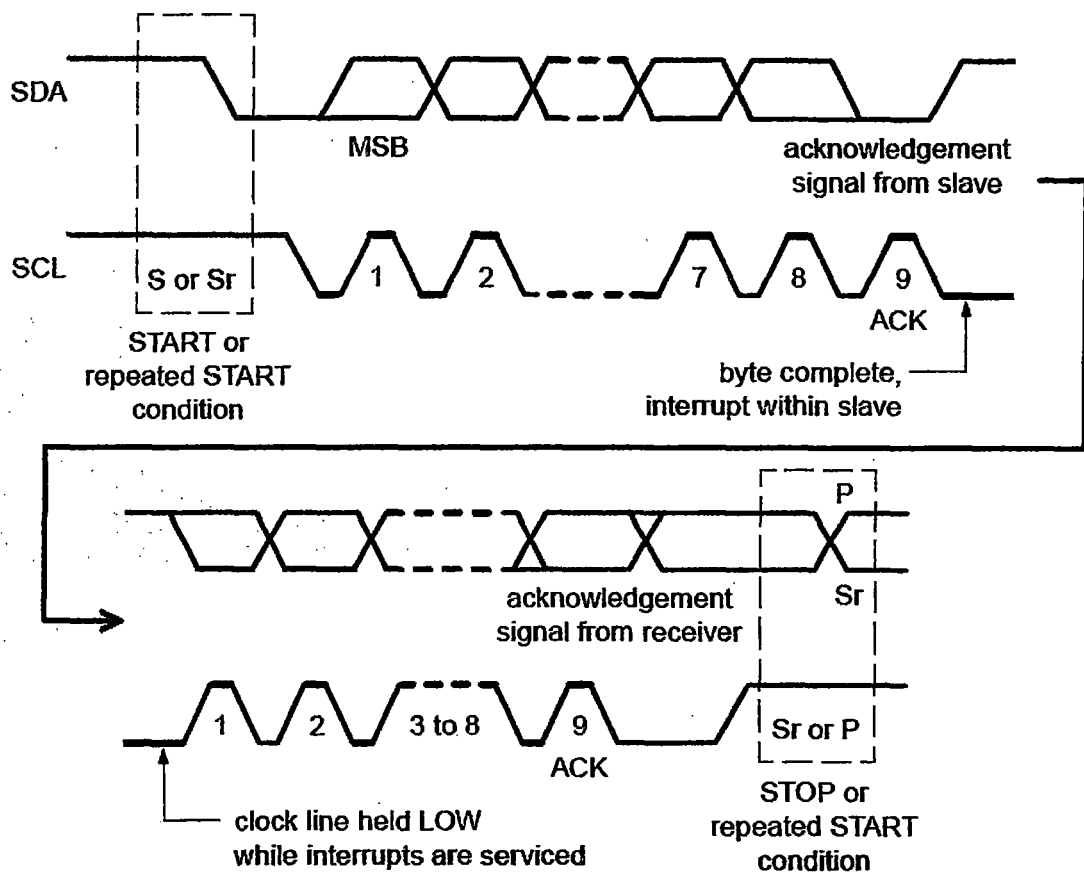 SDA
MSB
acknowledgement
signal from slave
SCL
S or Sr
1
2
7
8
9
ACK
START or
repeated START
condition
byte complete,
interrupt within slave
P
Sr
acknowledgement
signal from receiver
1
2
3 to 8
9
ACK
Sr or P
clock line held LOW
while interrupts are serviced
STOP or
repeated START
condition